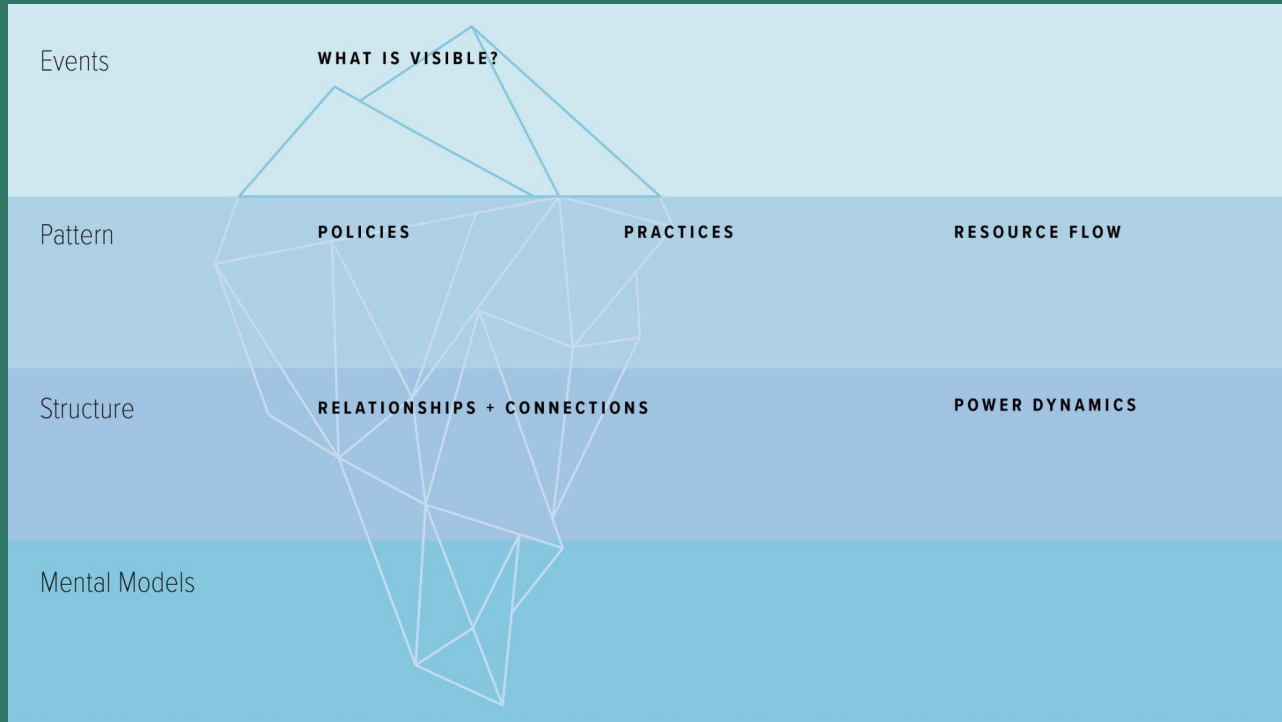 Events
WHAT IS VISIBLE?
Pattern
POLICIES
PRACTICES
RESOURCE FLOW
Structure
RELATIONSHIPS + CONNECTIONS
POWER DYNAMICS
Mental Models